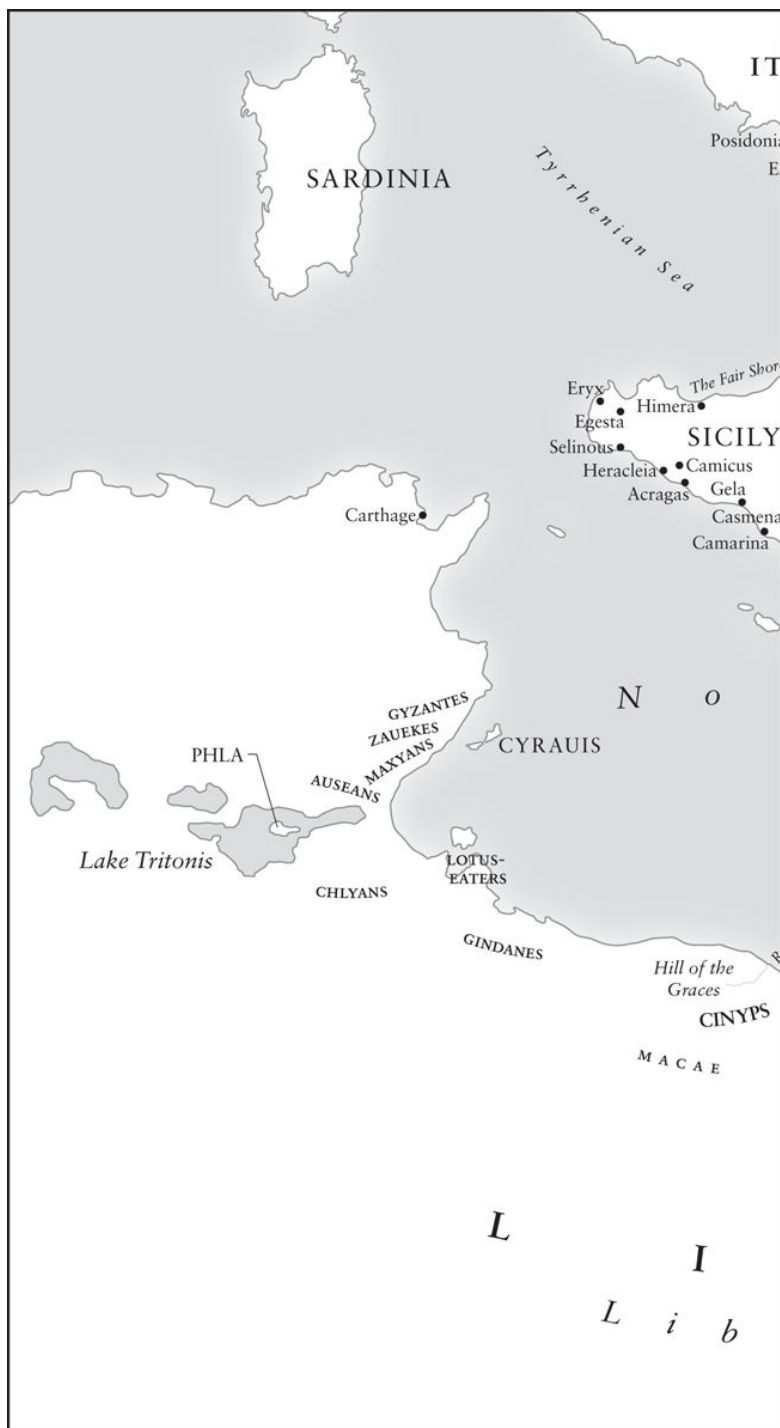 IT
Posidonia
E
SARDINIA
Tyrrhenian Sea
The Fair Shore
Eryx
Himera
Egesta
SICILY
Selinous
Camicus
Heracleia
Acragas
Gela
Carthage
Casmena
Camarina
GYZANTES
No
ZAUEKES
CYRAUIS
PHLA
MAXYANS
AUSEANS
Lake Tritonis
LOTUS-
EATERS
CHLYANS
GINDANES
Hill of the
Graces
R
CINYPS
MACAE
L I
Lib